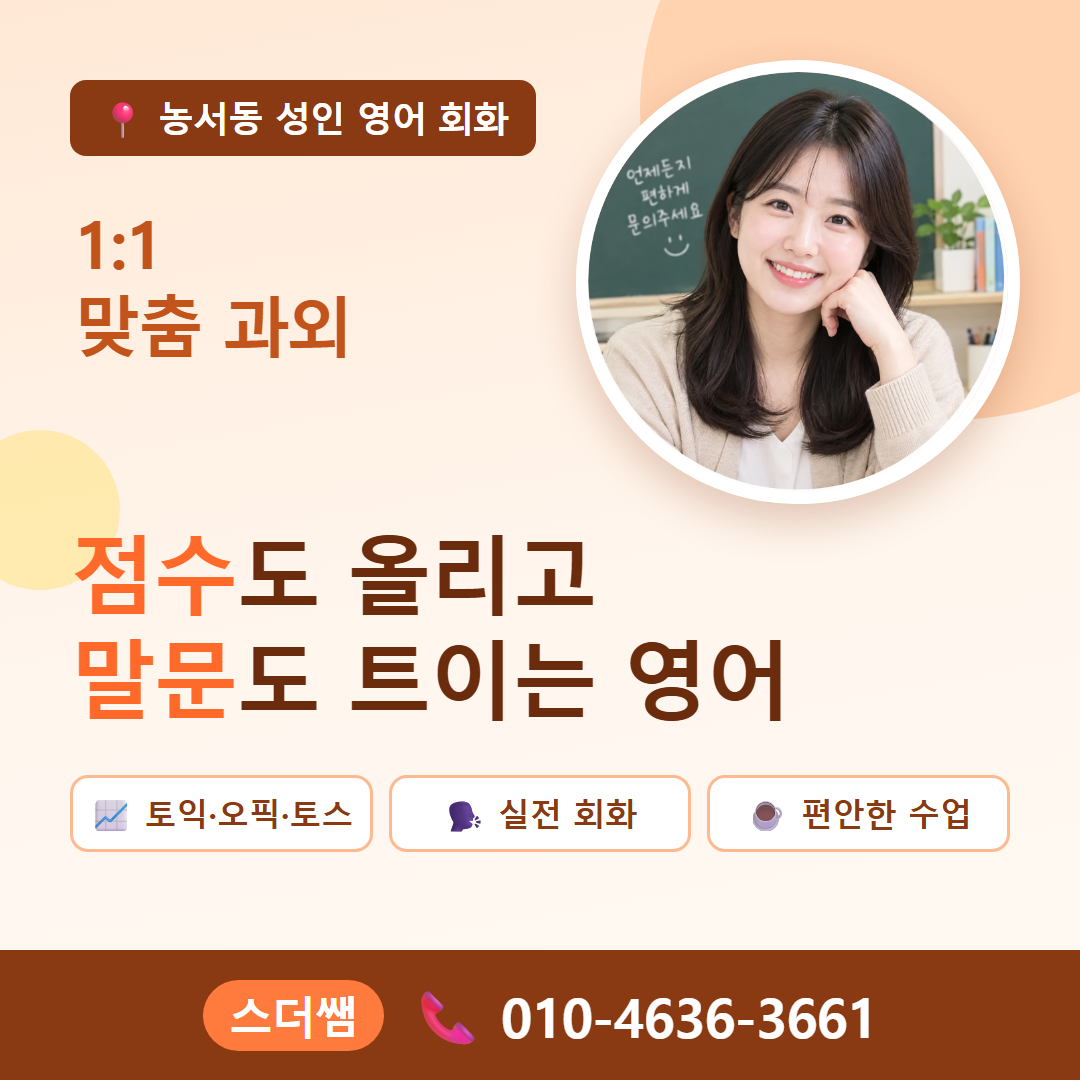 농서동 성인 영어 회화
1:1
맞춤 과외
언제든지
편하게
문의주세요
점수도 올리고
말문도 트이는 영어
토익·오픽·토스
실전 회화
편안한 수업
스더쌤 010-4636-3661